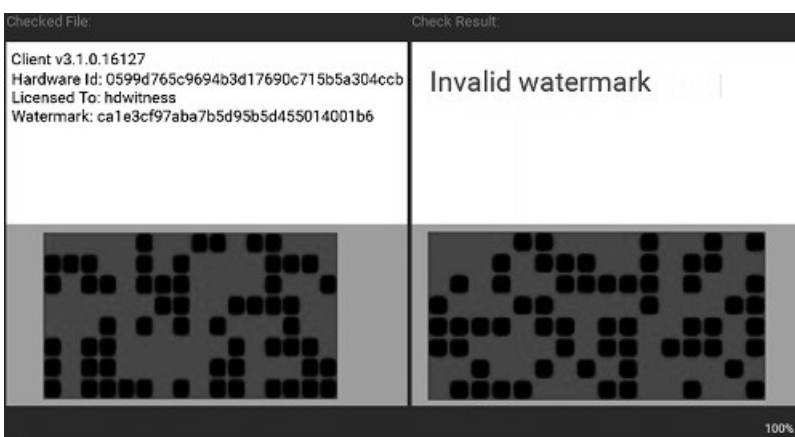 Checked File:
Check Result:
Client v3.1.0.16127
Hardware Id: 0599d765c9694b3d17690c715b5a304ccb
Licensed To: hdwitness
Watermark: ca1e3cf97aba7b5d95b5d455014001b6
Invalid watermark
100%